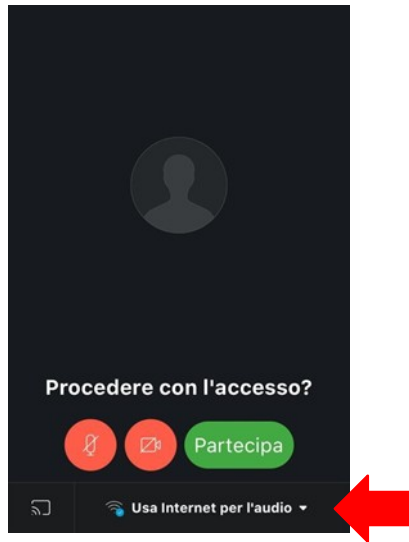 Procedere con l'accesso?
Partecipa
Usa Internet per l'audio